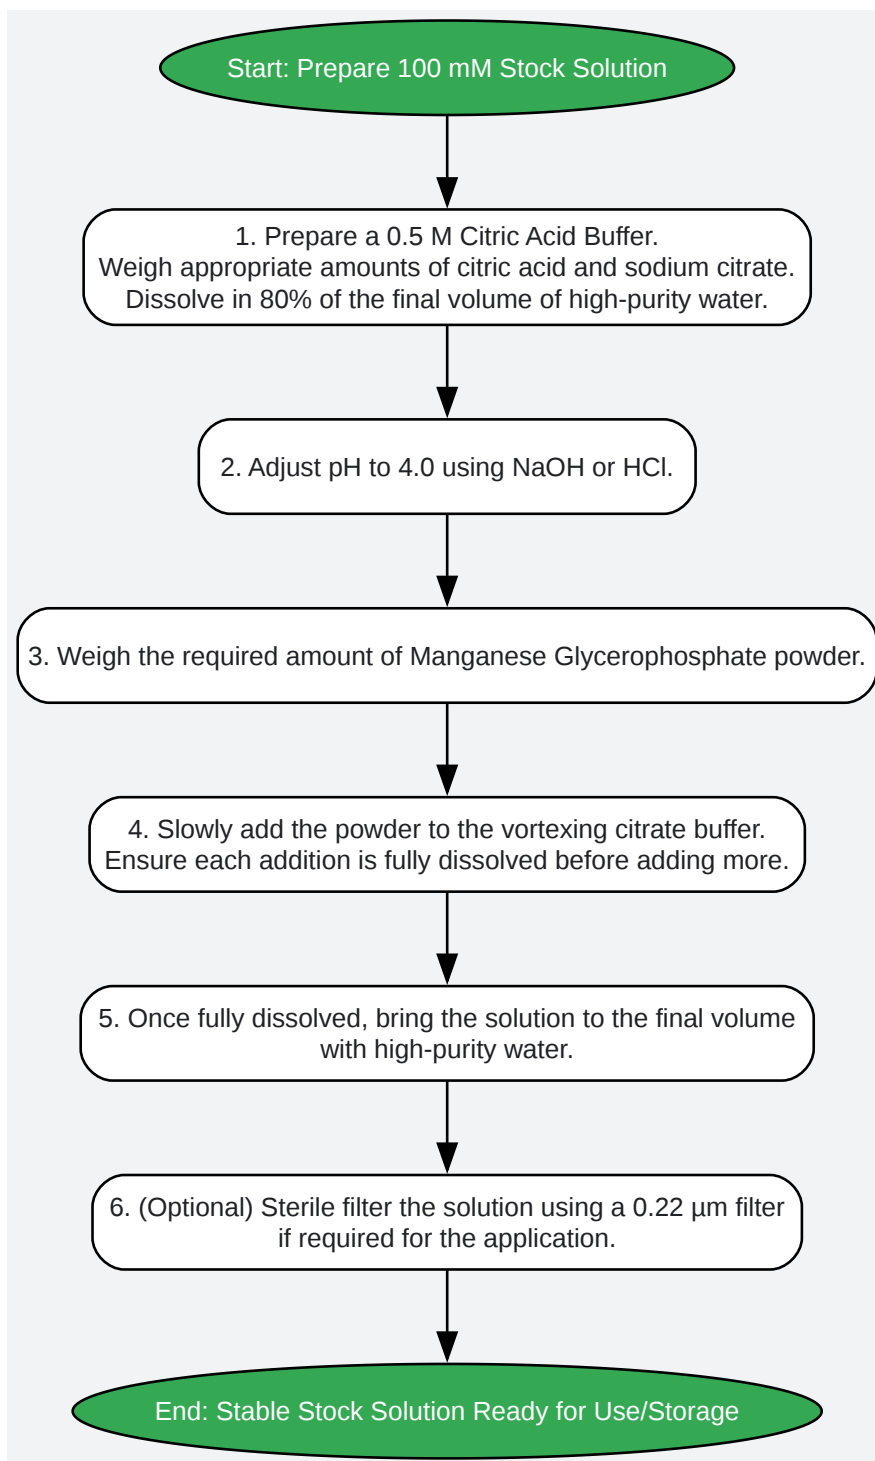 Start: Prepare 100 mM Stock Solution
1. Prepare a 0.5 M Citric Acid Buffer.
Weigh appropriate amounts of citric acid and sodium citrate.
Dissolve in 80% of the final volume of high-purity water.
2. Adjust pH to 4.0 using NaOH or HCl.
3. Weigh the required amount of Manganese Glycerophosphate powder.
4. Slowly add the powder to the vortexing citrate buffer.
Ensure each addition is fully dissolved before adding more.
5. Once fully dissolved, bring the solution to the final volume
with high-purity water.
6. (Optional) Sterile filter the solution using a 0.22 µm filter
if required for the application.
End: Stable Stock Solution Ready for Use/Storage